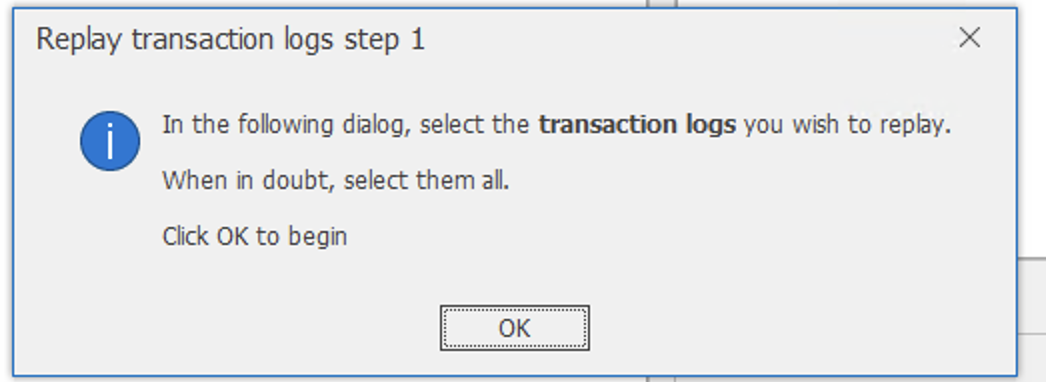 Replay transaction logs step 1
In the following dialog, select the transaction logs you wish to replay.
When in doubt, select them all.
Click OK to begin
OK